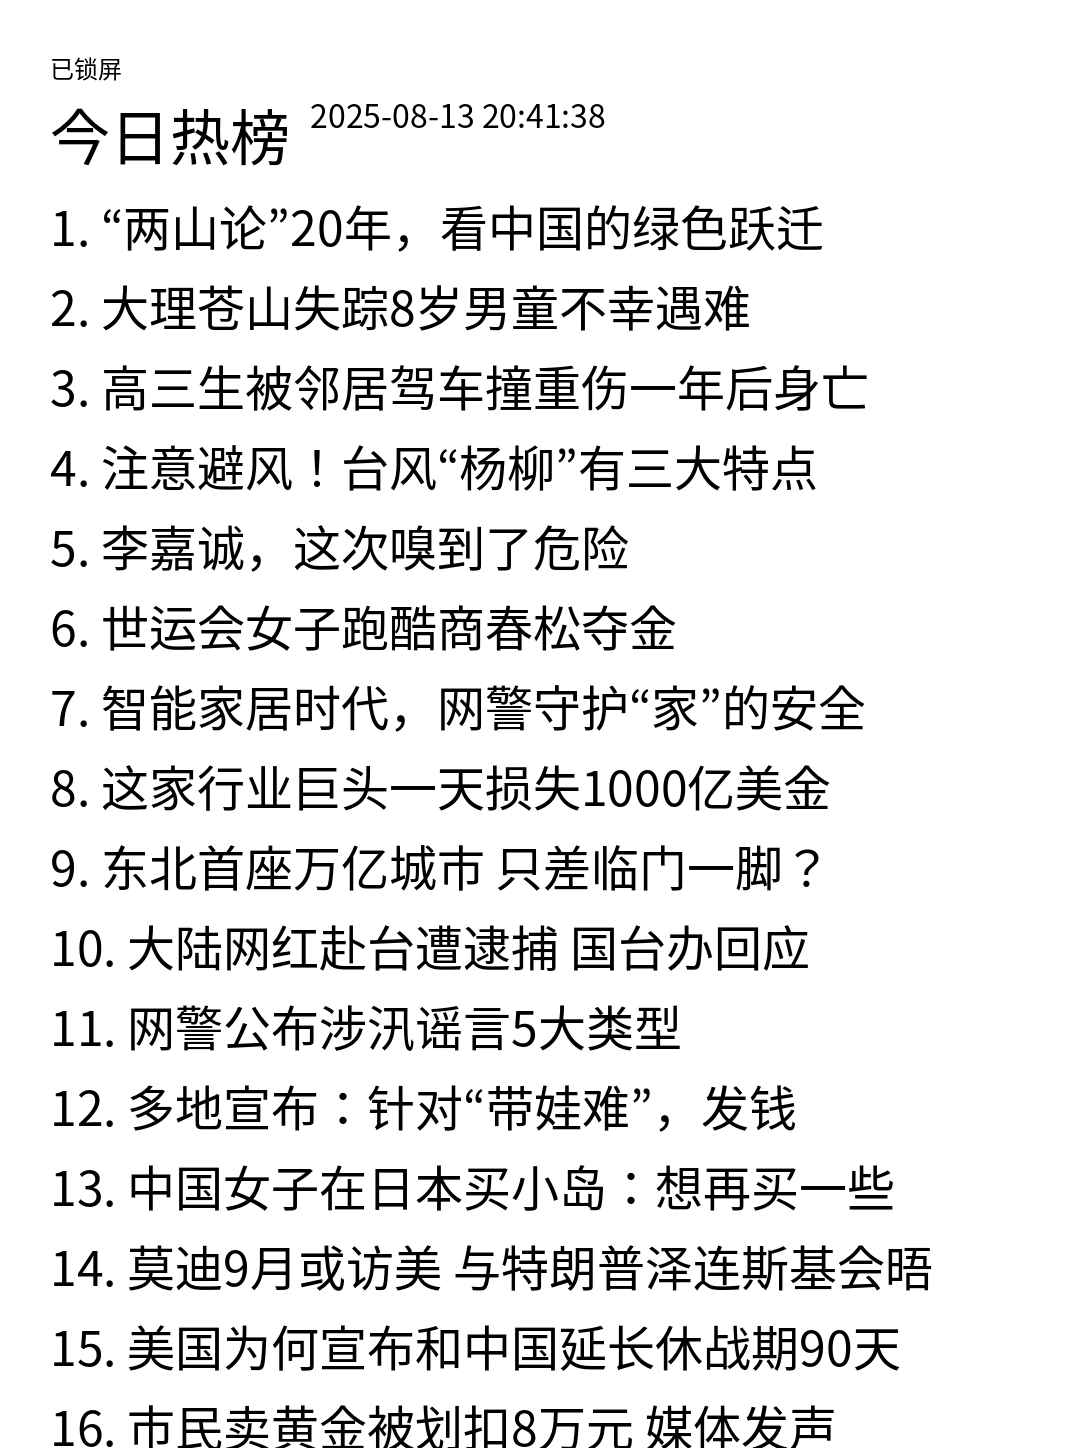 已锁屏
今日热榜 2025-08-13 20:41:38
1. “两山论”20年，看中国的绿色跃迁
2. 大理苍山失踪8岁男童不幸遇难
3. 高三生被邻居驾车撞重伤一年后身亡
4. 注意避风！台风“杨柳”有三大特点
5. 李嘉诚，这次嗅到了危险
6. 世运会女子跑酷商春松夺金
7. 智能家居时代，网警守护“家”的安全
8. 这家行业巨头一天损失1000亿美金
9. 东北首座万亿城市 只差临门一脚？
10. 大陆网红赴台遭逮捕 国台办回应
11. 网警公布涉汛谣言5大类型
12. 多地宣布：针对“带娃难”，发钱
13. 中国女子在日本买小岛：想再买一些
14. 莫迪9月或访美 与特朗普泽连斯基会晤
15. 美国为何宣布和中国延长休战期90天
16. 市民卖黄金被划扣8万元 媒体发声